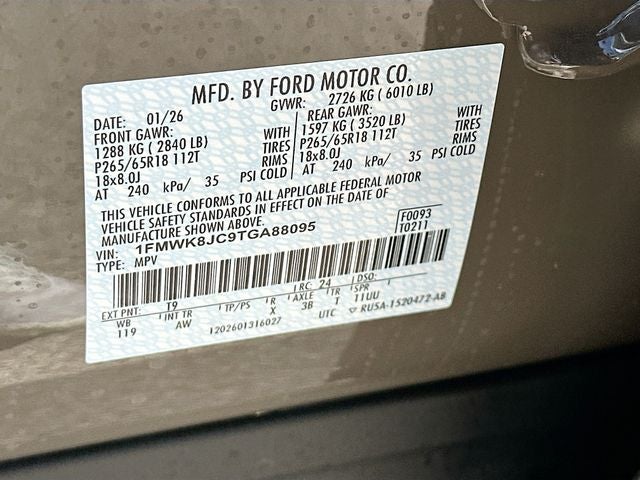 MFD. BY FORD MOTOR CO.
DATE: 01/26 GVWR: 2726 KG ( 6010 LB)
FRONT GAWR: REAR GAWR:
1288 KG ( 2840 LB) WITH 1597 KG ( 3520 LB) WITH
P265/65R18 112T TIRES P265/65R18 112T TIRES
18x8.0J RIMS 18x8.0J RIMS
AT 240 kPa/ 35 PSI COLD AT 240 kPa/ 35 PSI COLD
THIS VEHICLE CONFORMS TO ALL APPLICABLE FEDERAL MOTOR
VEHICLE SAFETY STANDARDS IN EFFECT ON THE DATE OF
MANUFACTURE SHOWN ABOVE.
VIN: 1FMWK8JC9TGA88095 F0093
TYPE: MPV T0211
EXT PNT: T9 RC: 24 DSO:
WB INT TR TP/PS R AXLE TR SPR
119 AW X 3B T 11UU
1202601316027 UTC RU5A-1520472-AB